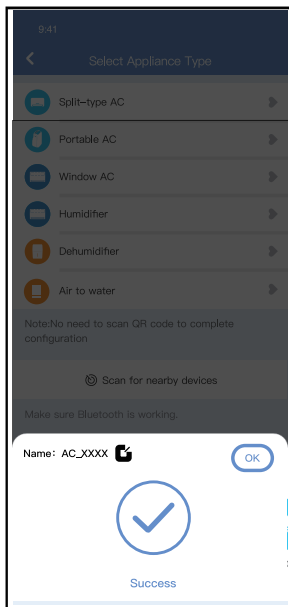 9:41
Select Appliance Type
Split-type AC
Portable AC
Window AC
Humidifier
Dehumidifier
Air to water
Note:No need to scan QR code to complete
configuration
Scan for nearby devices
Make sure Bluetooth is working.
Name: AC_XXXX
OK
Success